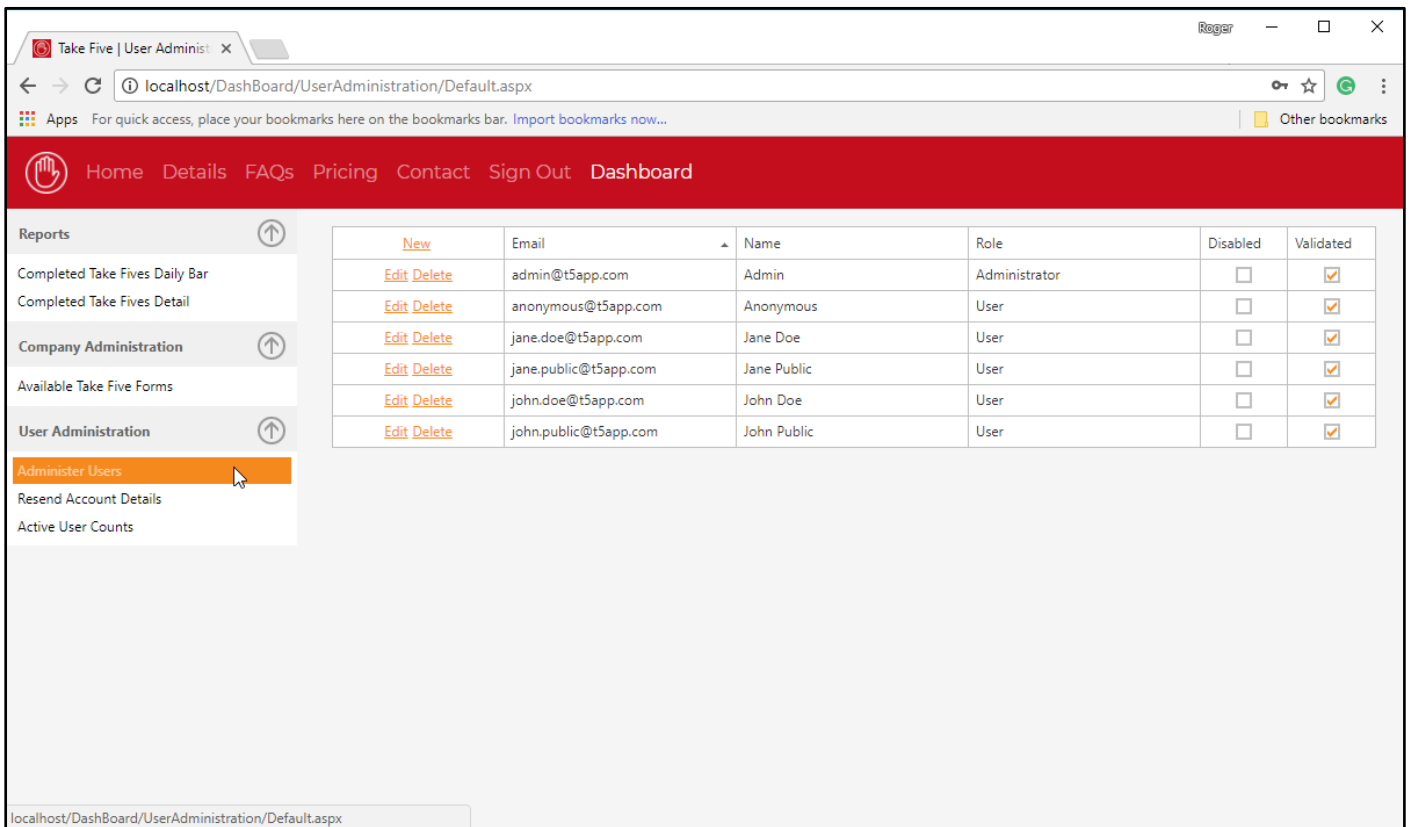 Roger
Take Five | User Administ
localhost/DashBoard/UserAdministration/Default.aspx
Apps For quick access, place your bookmarks here on the bookmarks bar. Import bookmarks now... Other bookmarks
Home Details FAQs Pricing Contact Sign Out Dashboard
Reports
Completed Take Fives Daily Bar
Completed Take Fives Detail
Company Administration
Available Take Five Forms
User Administration
Administer Users
Resend Account Details
Active User Counts
New Email Name Role Disabled Validated
Edit Delete admin@t5app.com Admin Administrator
Edit Delete anonymous@t5app.com Anonymous User
Edit Delete jane.doe@t5app.com Jane Doe User
Edit Delete jane.public@t5app.com Jane Public User
Edit Delete john.doe@t5app.com John Doe User
Edit Delete john.public@t5app.com John Public User
localhost/DashBoard/UserAdministration/Default.aspx